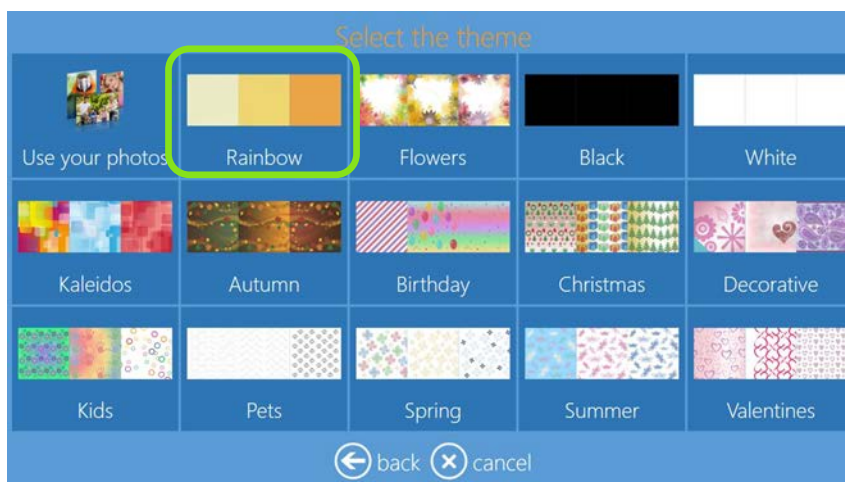 Select the theme
Use your photos Rainbow Flowers Black White
Kaleidos Autumn Birthday Christmas Decorative
Kids Pets Spring Summer Valentines
back cancel